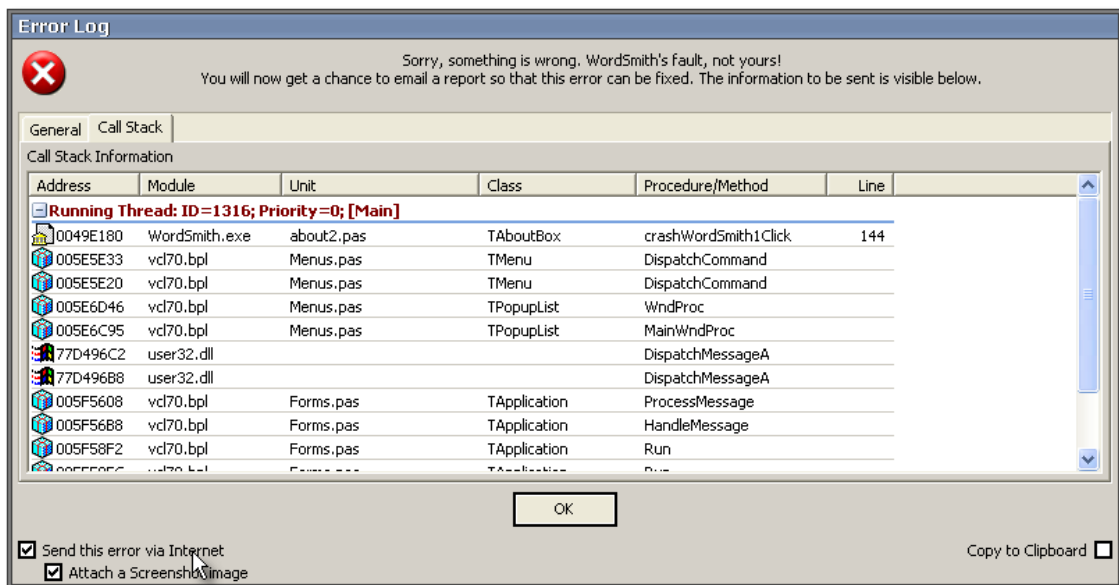 Error Log
Sorry, something is wrong. WordSmith's fault, not yours!
You will now get a chance to email a report so that this error can be fixed. The information to be sent is visible below.
General Call Stack
Call Stack Information
Address Module Unit Class Procedure/Method Line
Running Thread: ID=1316; Priority=0; [Main]
0049E180 WordSmith.exe about2.pas TAboutBox crashWordSmith1Click 144
005E5E33 vcl70.bpl Menus.pas TMenu DispatchCommand
005E5E20 vcl70.bpl Menus.pas TMenu DispatchCommand
005E6D46 vcl70.bpl Menus.pas TPopupList WndProc
005E6C95 vcl70.bpl Menus.pas TPopupList MainWndProc
77D496C2 user32.dll DispatchMessageA
77D496B8 user32.dll DispatchMessageA
005F5608 vcl70.bpl Forms.pas TApplication ProcessMessage
005F56B8 vcl70.bpl Forms.pas TApplication HandleMessage
005F58F2 vcl70.bpl Forms.pas TApplication Run
OK
Send this error via Internet
Copy to Clipboard
Attach a Screenshot image